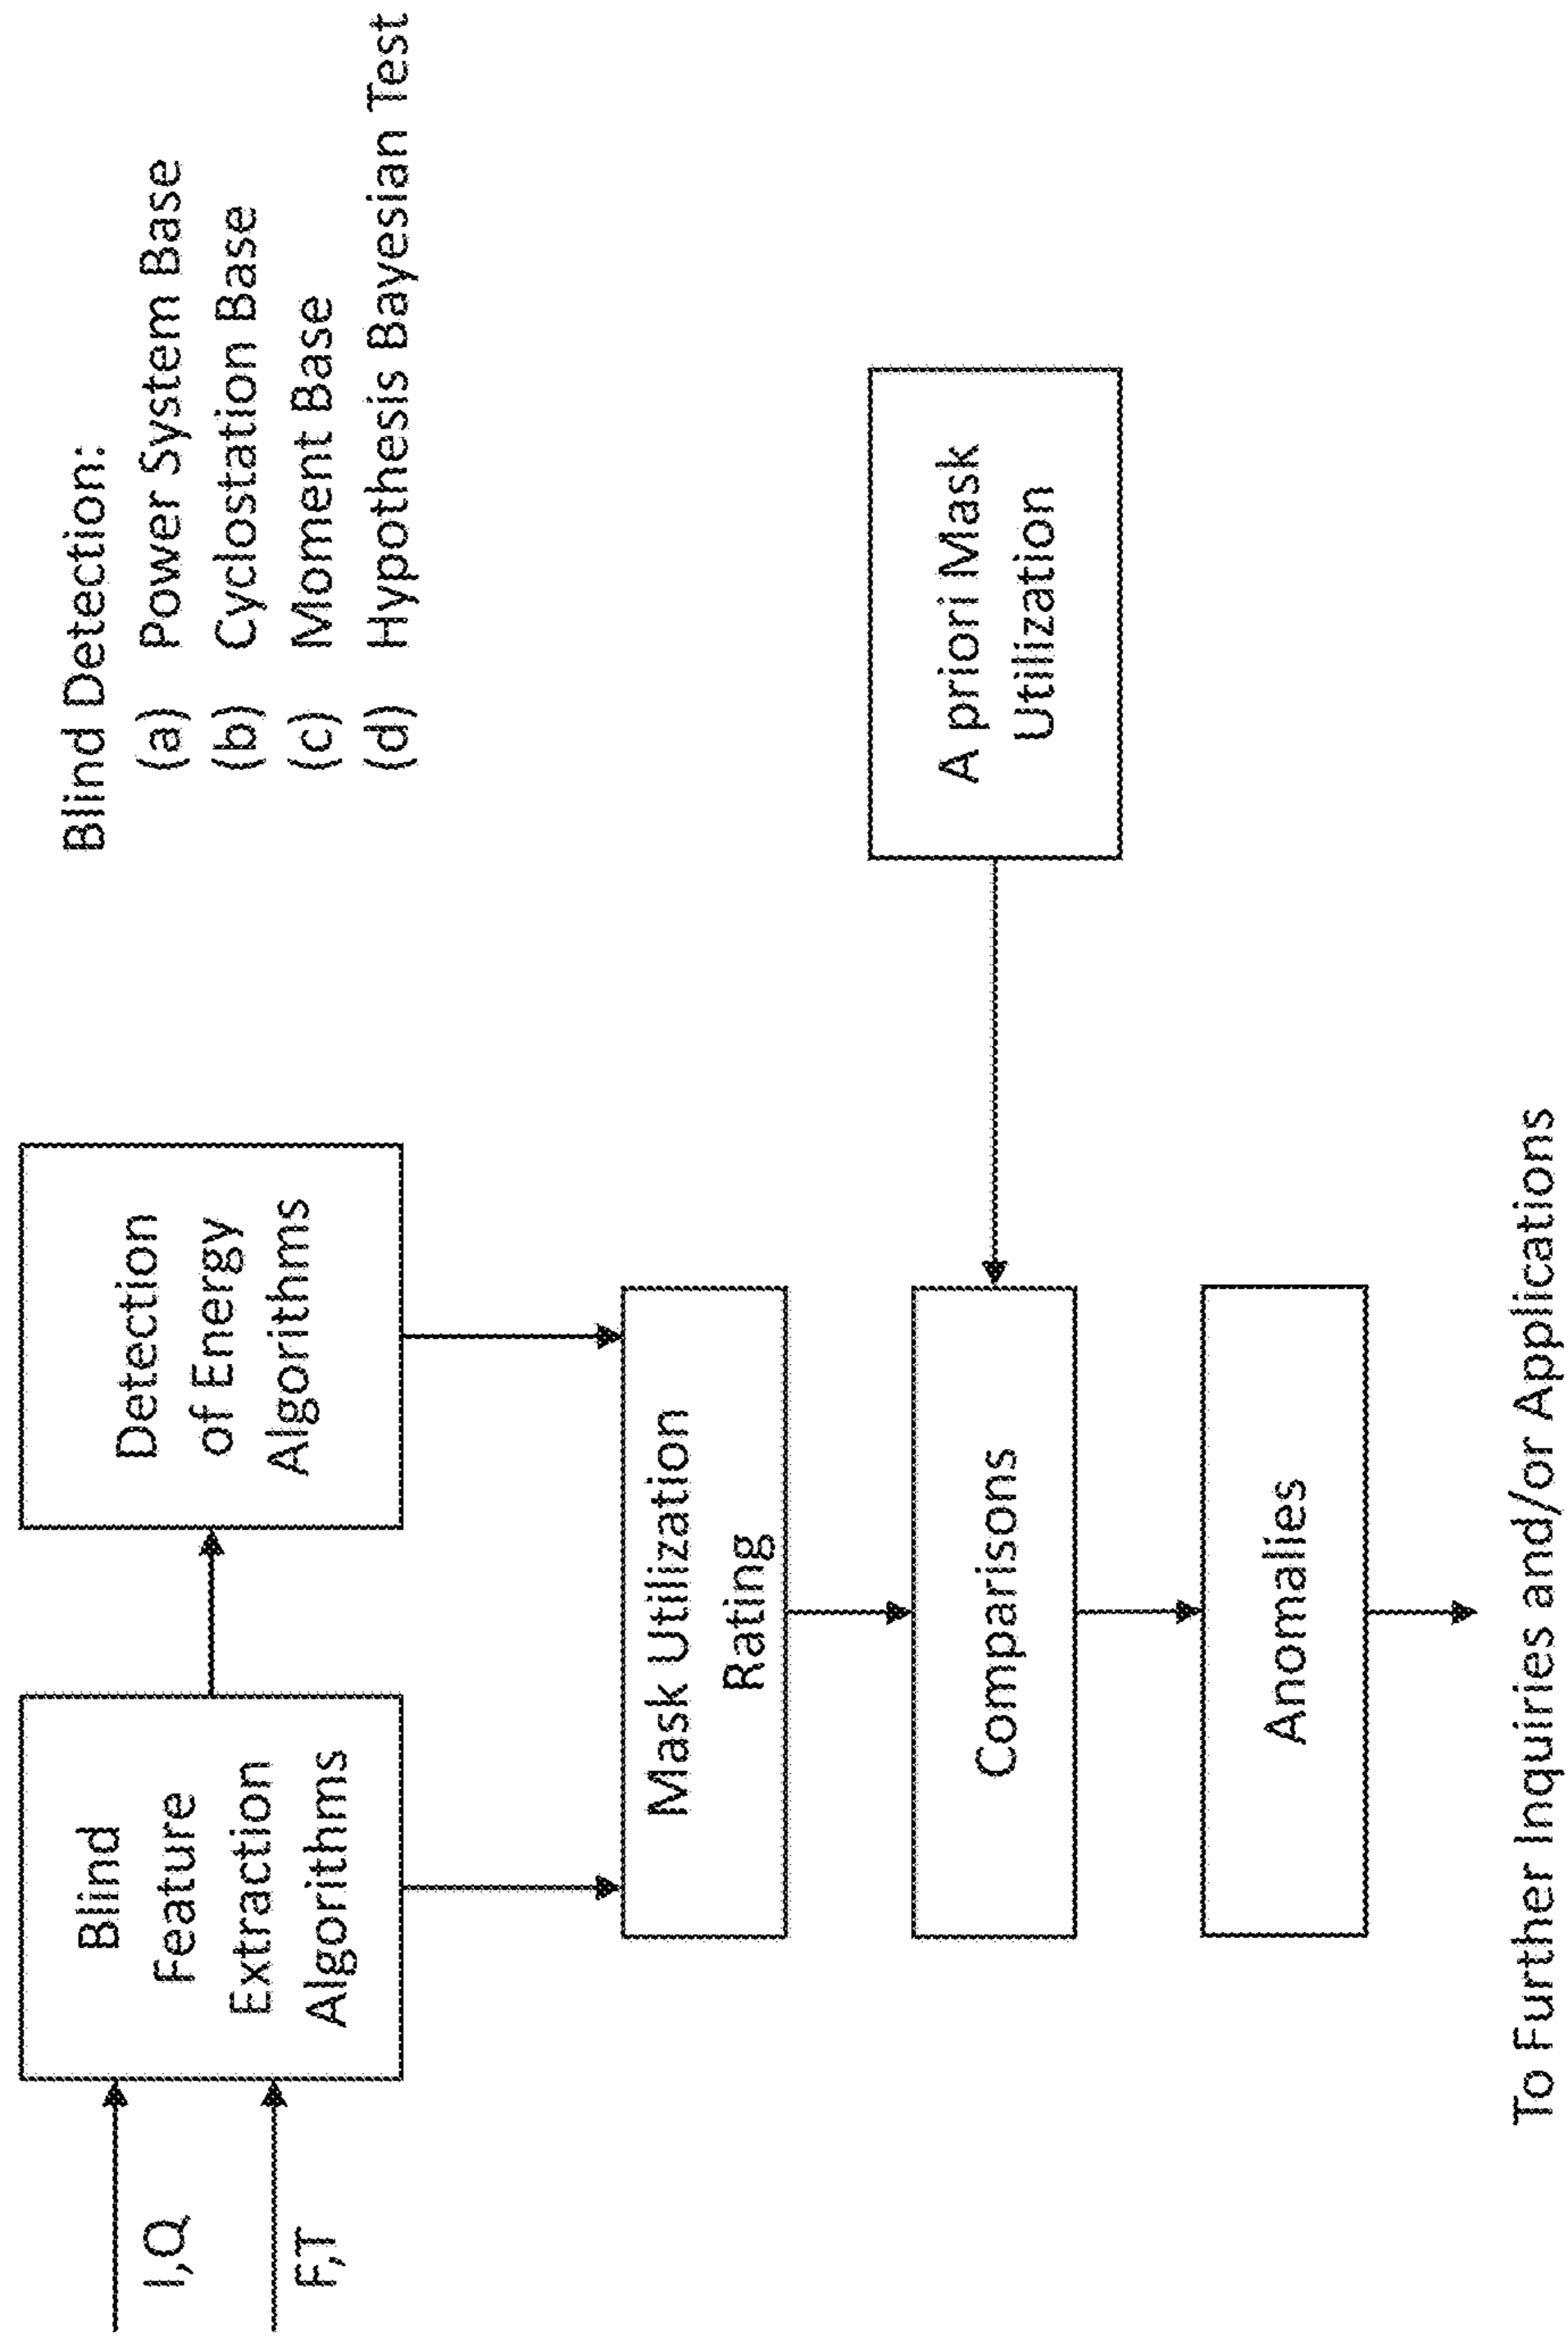 Blind
Feature
Extraction
Algorithms
Detection
of Energy
Algorithms
Blind Detection:
(a) Power System Base
(b) Cyclostation Base
(c) Moment Base
(d) Hypothesis Bayesian Test
I,Q
F,T
Mask Utilization
Rating
Comparisons
A priori Mask
Utilization
Anomalies
To Further Inquiries and/or Applications